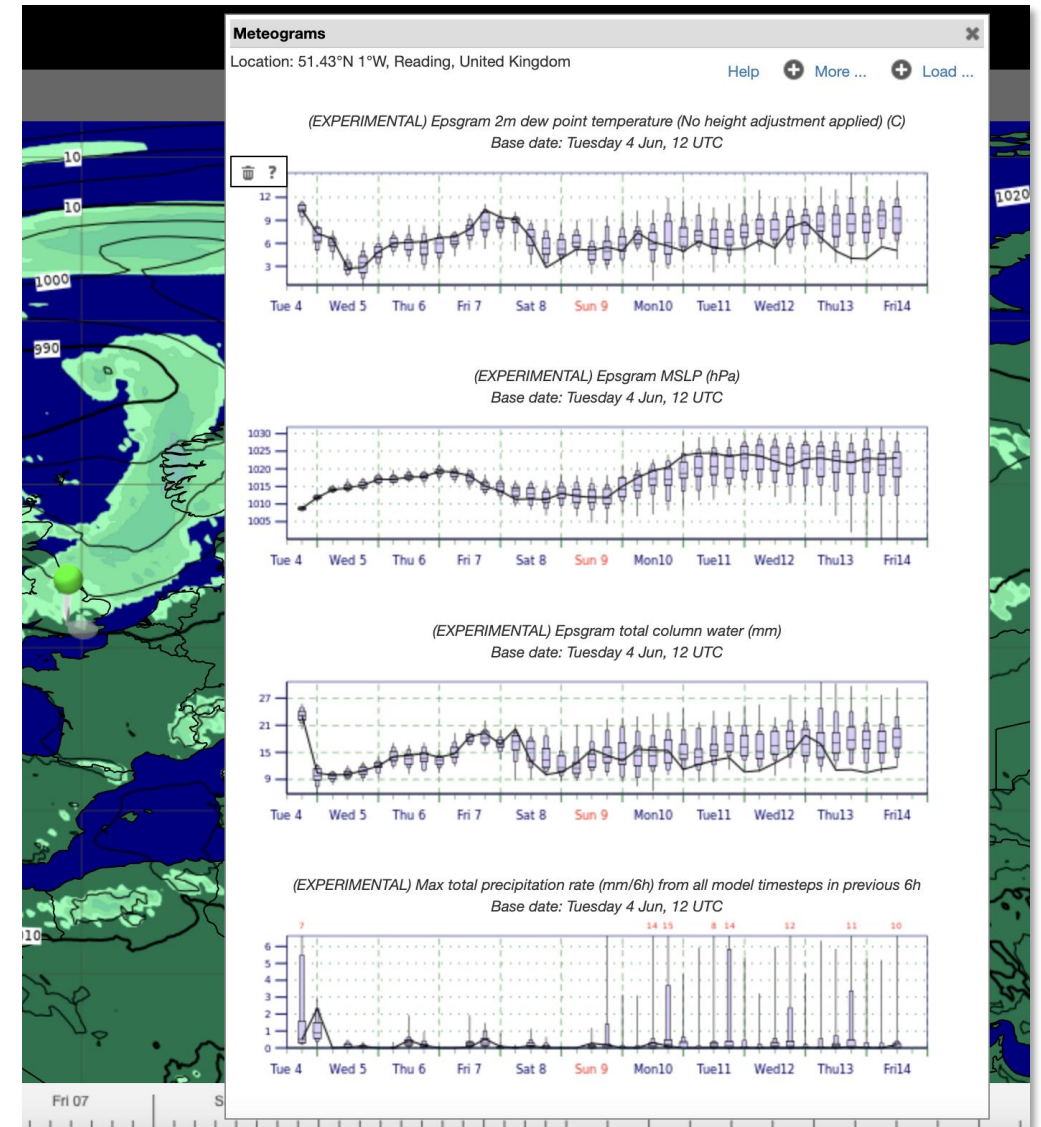 Meteograms
Location: 51.43°N 1°W, Reading, United Kingdom
Help More ... Load ...
(EXPERIMENTAL) Epsgram 2m dew point temperature (No height adjustment applied) (C)
Base date: Tuesday 4 Jun, 12 UTC
?
12
9
6
3
Tue 4 Wed 5 Thu 6 Fri 7 Sat 8 Sun 9 Mon10 Tue11 Wed12 Thu13 Fri14
(EXPERIMENTAL) Epsgram MSLP (hPa)
Base date: Tuesday 4 Jun, 12 UTC
1030
1025
1020
1015
1010
1005
Tue 4 Wed 5 Thu 6 Fri 7 Sat 8 Sun 9 Mon10 Tue11 Wed12 Thu13 Fri14
(EXPERIMENTAL) Epsgram total column water (mm)
Base date: Tuesday 4 Jun, 12 UTC
27
21
15
9
Tue 4 Wed 5 Thu 6 Fri 7 Sat 8 Sun 9 Mon10 Tue11 Wed12 Thu13 Fri14
(EXPERIMENTAL) Max total precipitation rate (mm/6h) from all model timesteps in previous 6h
Base date: Tuesday 4 Jun, 12 UTC
7 14 15 8 14 12 11 10
6
5
4
3
2
1
0
Tue 4 Wed 5 Thu 6 Fri 7 Sat 8 Sun 9 Mon10 Tue11 Wed12 Thu13 Fri14
10
10
1000
990
10
1020
Fri 07 S